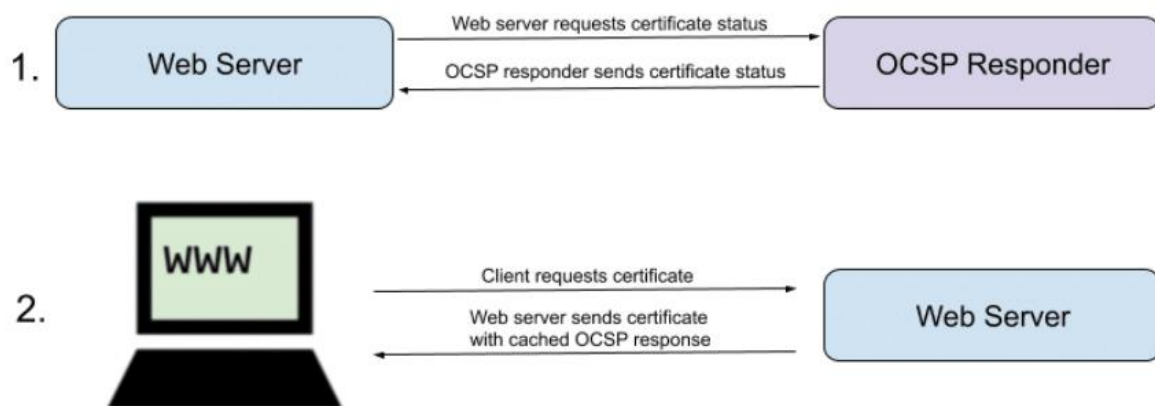 Web server requests certificate status
1.
Web Server
OCSP Responder
OCSP responder sends certificate status
WWW
Client requests certificate
2.
Web server sends certificate
with cached OCSP response
Web Server